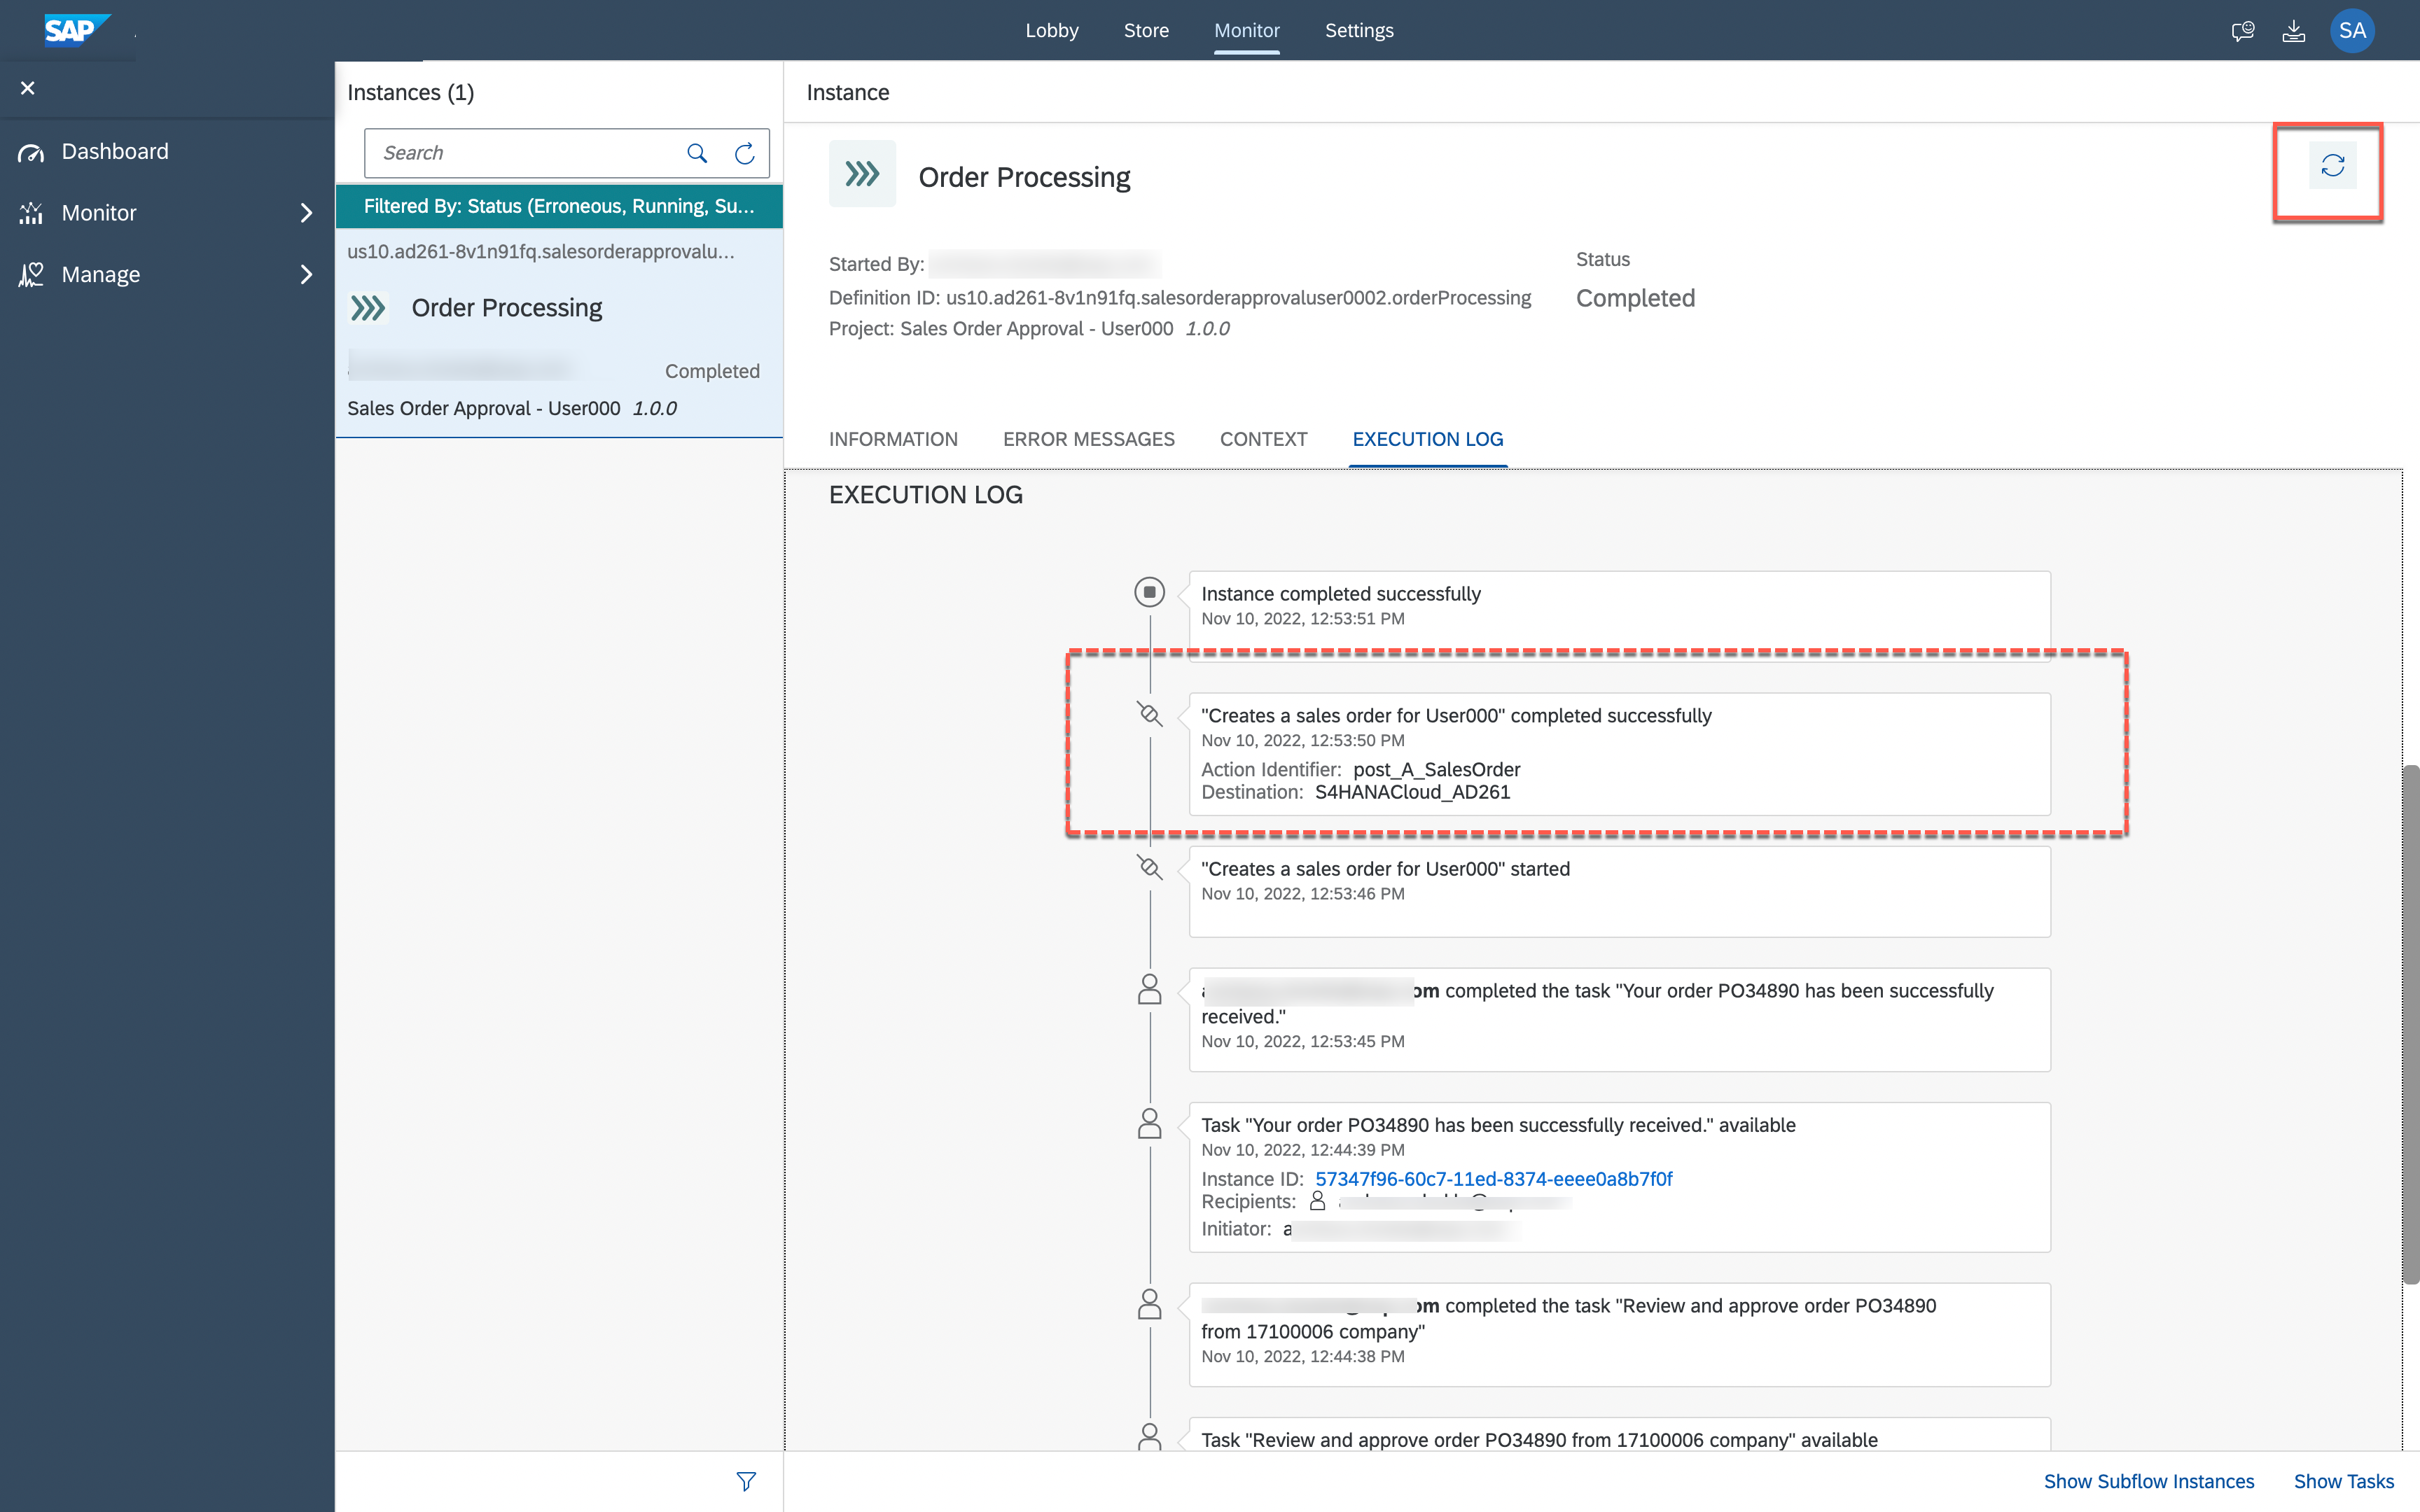 SAP
Lobby
Store
Monitor
Settings
SA
Dashboard
Monitor
Manage
Instances (1)
Search
Filtered By: Status (Erroneous, Running, Su...
us10.ad261-8v1n91fq.salesorderapprovalu...
Order Processing
Completed
Sales Order Approval - User000 1.0.0
Instance
Order Processing
Started By:
Definition ID: us10.ad261-8v1n91fq.salesorderapprovaluser0002.orderProcessing
Project: Sales Order Approval - User000 1.0.0
Status
Completed
INFORMATION
ERROR MESSAGES
CONTEXT
EXECUTION LOG
EXECUTION LOG
Instance completed successfully
Nov 10, 2022, 12:53:51 PM
"Creates a sales order for User000" completed successfully
Nov 10, 2022, 12:53:50 PM
Action Identifier: post_A_SalesOrder
Destination: S4HANACloud_AD261
"Creates a sales order for User000" started
Nov 10, 2022, 12:53:46 PM
om completed the task "Your order PO34890 has been successfully
received."
Nov 10, 2022, 12:53:45 PM
Task "Your order PO34890 has been successfully received." available
Nov 10, 2022, 12:44:39 PM
Instance ID: 57347f96-60c7-11ed-8374-eeee0a8b7f0f
Recipients:
Initiator: a
om completed the task "Review and approve order PO34890
from 17100006 company"
Nov 10, 2022, 12:44:38 PM
Task "Review and approve order PO34890 from 17100006 company" available
Show Subflow Instances
Show Tasks